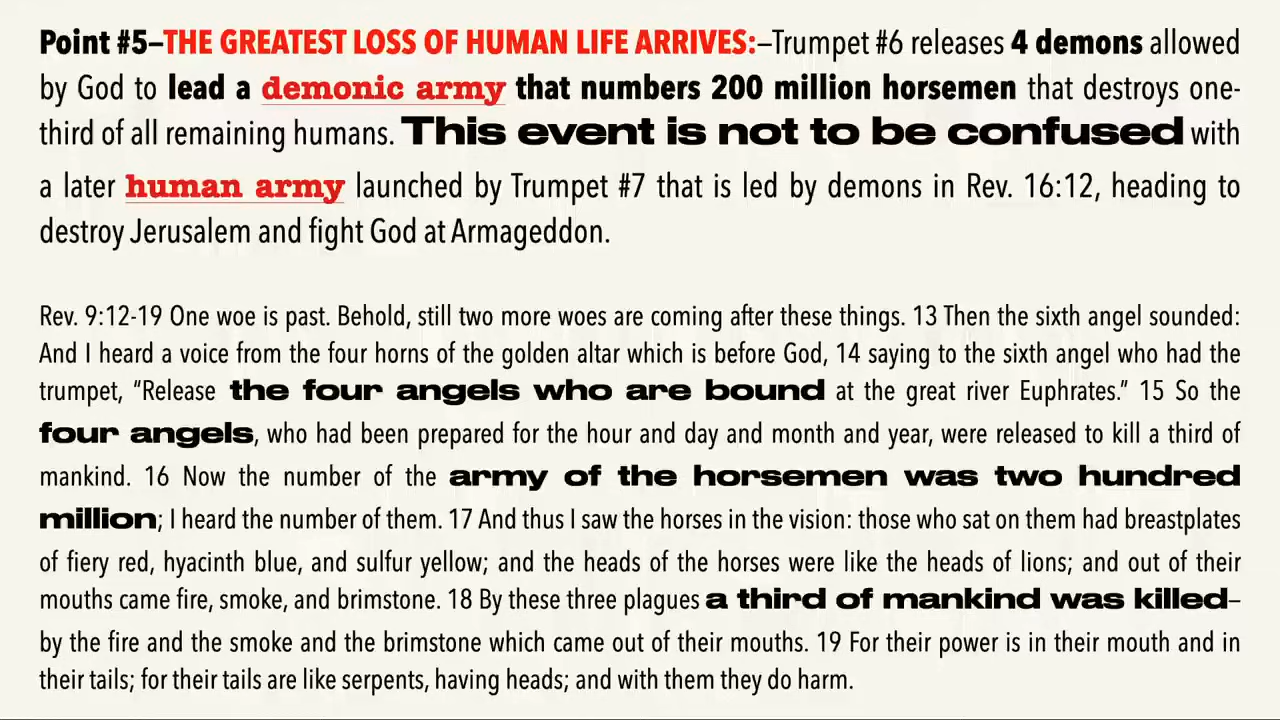 Point #5–THE GREATEST LOSS OF HUMAN LIFE ARRIVES:–Trumpet #6 releases 4 demons allowed
by God to lead a demonic army that numbers 200 million horsemen that destroys one-
third of all remaining humans. This event is not to be confused with
a later human army launched by Trumpet #7 that is led by demons in Rev. 16:12, heading to
destroy Jerusalem and fight God at Armageddon.
Rev. 9:12-19 One woe is past. Behold, still two more woes are coming after these things. 13 Then the sixth angel sounded:
And I heard a voice from the four horns of the golden altar which is before God, 14 saying to the sixth angel who had the
trumpet, “Release the four angels who are bound at the great river Euphrates.” 15 So the
four angels, who had been prepared for the hour and day and month and year, were released to kill a third of
mankind. 16 Now the number of the army of the horsemen was two hundred
million; I heard the number of them. 17 And thus I saw the horses in the vision: those who sat on them had breastplates
of fiery red, hyacinth blue, and sulfur yellow; and the heads of the horses were like the heads of lions; and out of their
mouths came fire, smoke, and brimstone. 18 By these three plagues a third of mankind was killed–
by the fire and the smoke and the brimstone which came out of their mouths. 19 For their power is in their mouth and in
their tails; for their tails are like serpents, having heads; and with them they do harm.